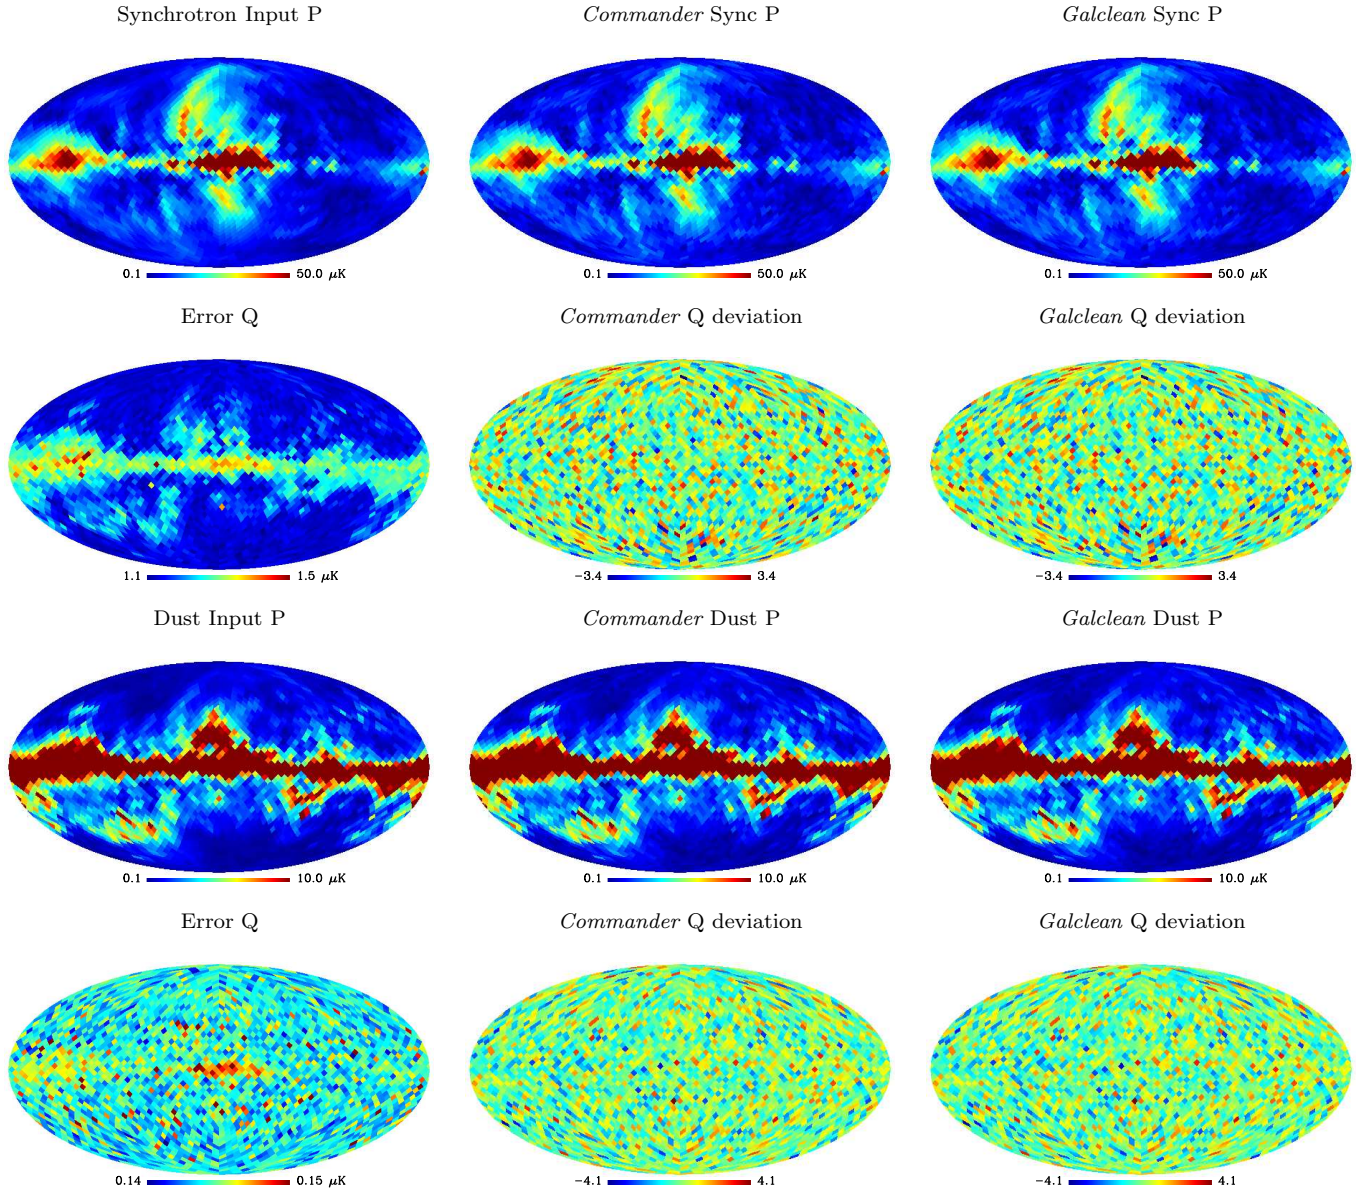 Synchrotron Input P
Commander Sync P
Galclean Sync P
0.1 50.0 μK
0.1 50.0 μK
0.1 50.0 μK
Error Q
Commander Q deviation
Galclean Q deviation
1.1 1.5 μK
−3.4 3.4
−3.4 3.4
Dust Input P
Commander Dust P
Galclean Dust P
0.1 10.0 μK
0.1 10.0 μK
0.1 10.0 μK
Error Q
Commander Q deviation
Galclean Q deviation
0.14 0.15 μK
−4.1 4.1
−4.1 4.1